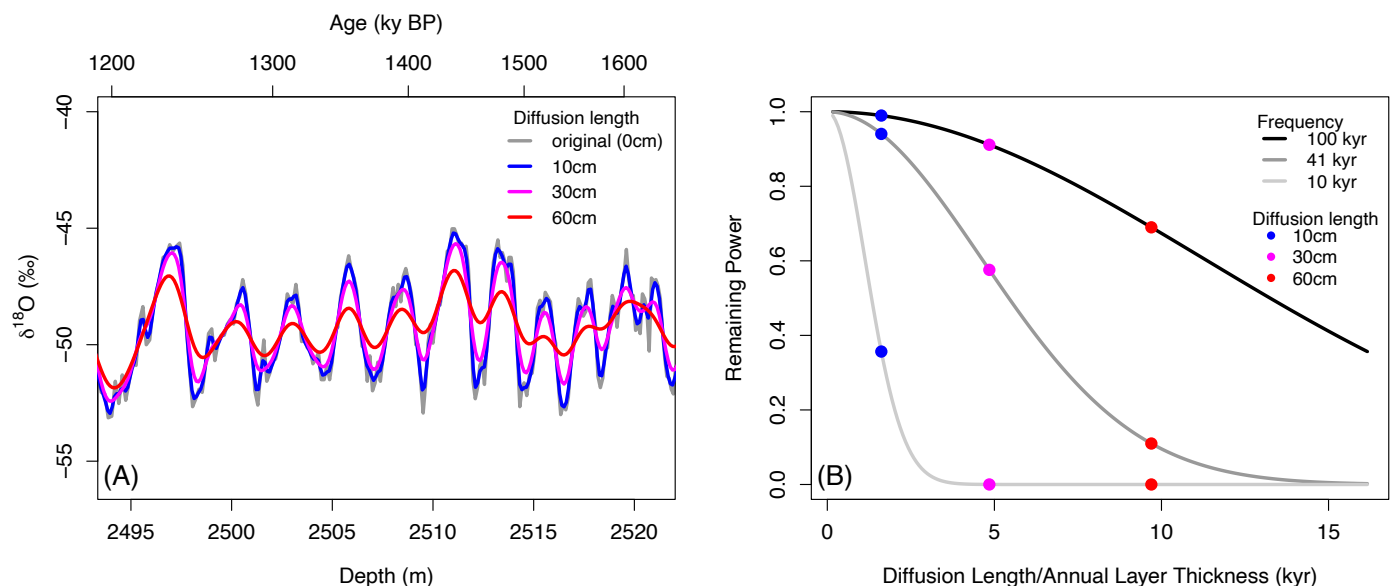 Age (ky BP)
1200 1300 1400 1500 1600
−40
−45
−50
−55
δ18O (‰)
Diffusion length
original (0cm)
10cm
30cm
60cm
(A)
2495 2500 2505 2510 2515 2520
Depth (m)
1.0
0.8
0.6
0.4
0.2
0.0
Remaining Power
Frequency
100 kyr
41 kyr
10 kyr
Diffusion length
10cm
30cm
60cm
(B)
0 5 10 15
Diffusion Length/Annual Layer Thickness (kyr)